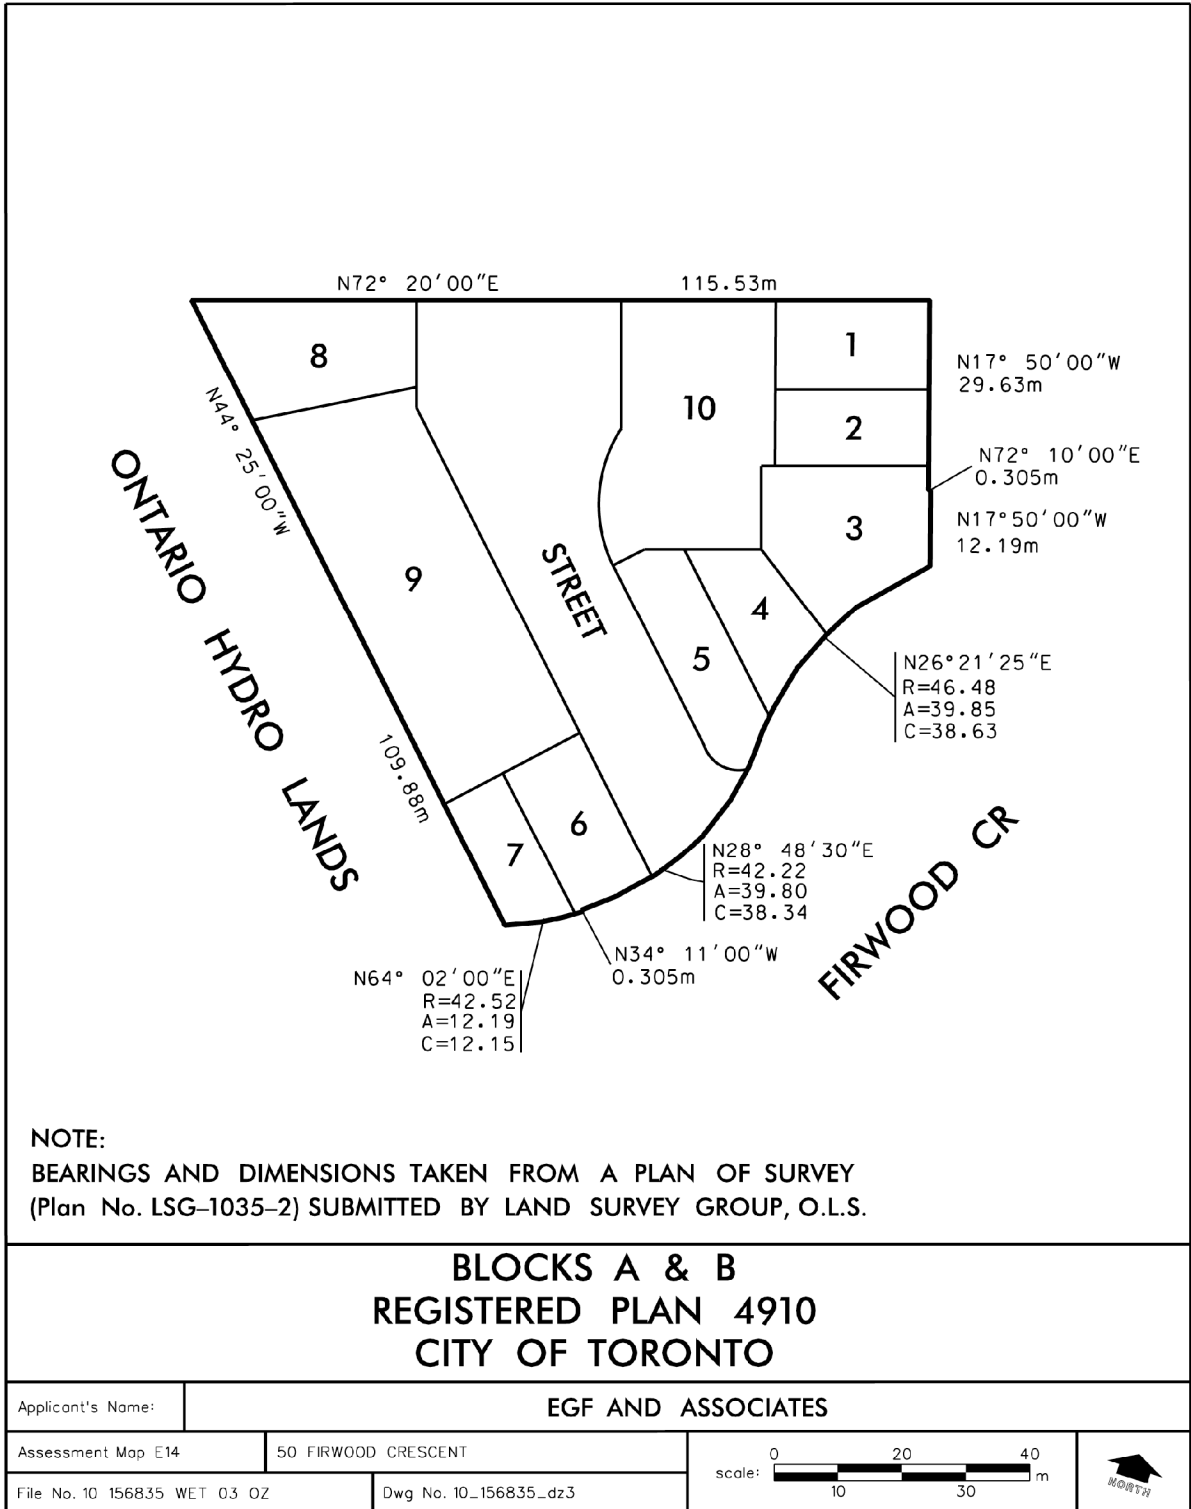 N72° 20'00"E 115.53m
8
1
N17° 50'00"W
29.63m
10
2
N44° 25'00"W
N72° 10'00"E
0.305m
N17°50'00"W
12.19m
3
ONTARIO HYDRO LANDS
9
STREET
4
5
N26°21'25"E
R=46.48
A=39.85
C=38.63
109.88m
6
7
FIRWOOD CR
N28° 48'30"E
R=42.22
A=39.80
C=38.34
N34° 11'00"W
0.305m
N64° 02'00"E
R=42.52
A=12.19
C=12.15
NOTE:
BEARINGS AND DIMENSIONS TAKEN FROM A PLAN OF SURVEY
(Plan No. LSG-1035-2) SUBMITTED BY LAND SURVEY GROUP, O.L.S.
BLOCKS A & B
REGISTERED PLAN 4910
CITY OF TORONTO
Applicant's Name: EGF AND ASSOCIATES
Assessment Map E14 50 FIRWOOD CRESCENT
File No. 10 156835 WET 03 OZ Dwg No. 10_156835_dz3
0 20 40
scale: m
10 30
NORTH